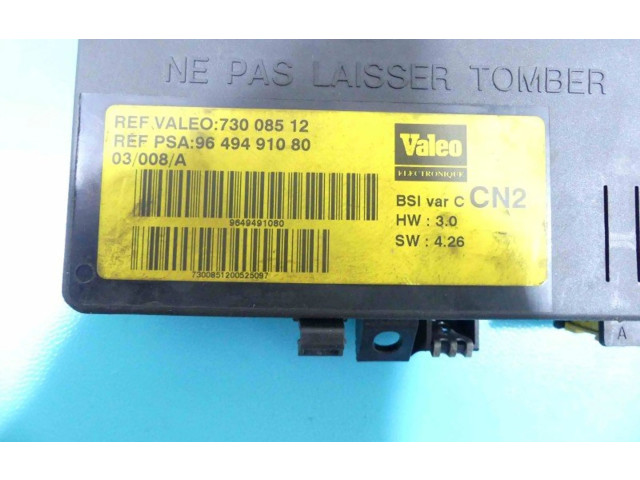 NE PAS LAISSER TOMBER
REF.VALEO:730 085 12
REF PSA:96 494 910 80
03/008/A
Valeo
ELECTRONIQUE
BSI var C CN2
HW : 3.0
SW : 4.26
9649491080
7300851200525097
A